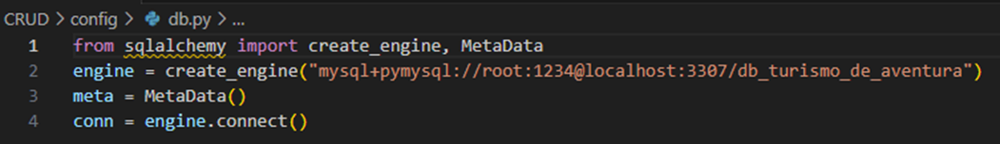 CRUD > config > db.py > ...
1 from sqlalchemy import create_engine, MetaData
2 engine = create_engine("mysql+pymysql://root:1234@localhost:3307/db_turismo_de_aventura")
3 meta = MetaData()
4 conn = engine.connect()